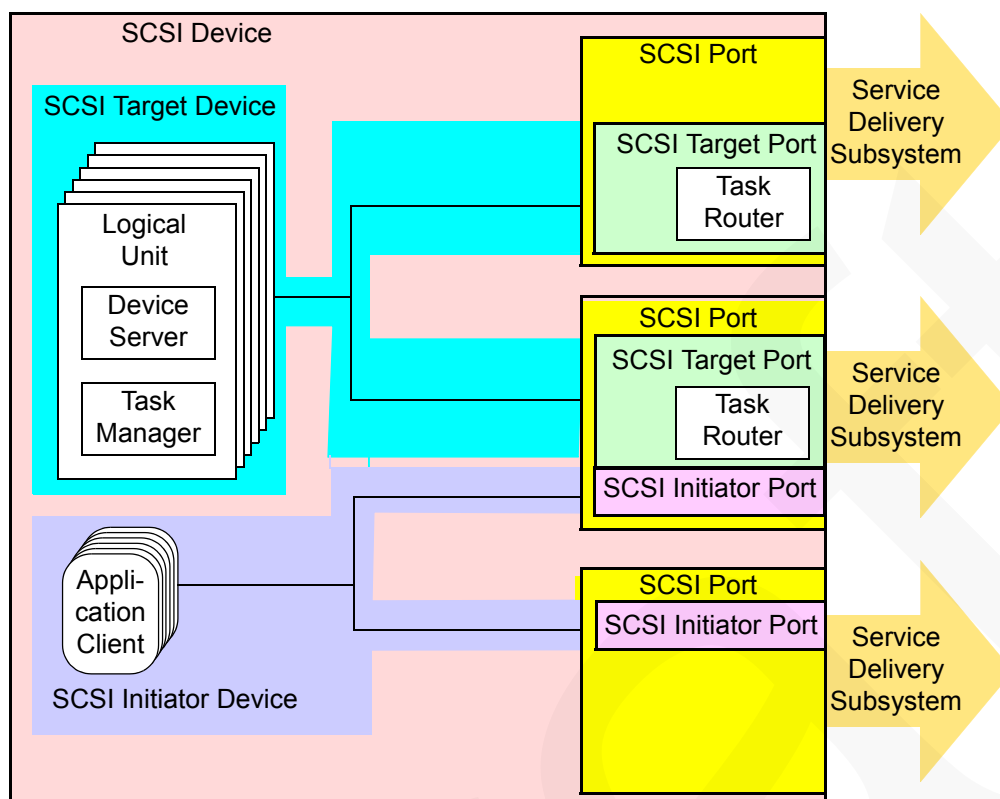 SCSI Device
SCSI Target Device
Logical
Unit
Device
Server
Task
Manager
Appli-
cation
Client
SCSI Initiator Device
SCSI Port
SCSI Target Port
Task
Router
SCSI Port
SCSI Target Port
Task
Router
SCSI Initiator Port
SCSI Port
SCSI Initiator Port
Service
Delivery
Subsystem
Service
Delivery
Subsystem
Service
Delivery
Subsystem